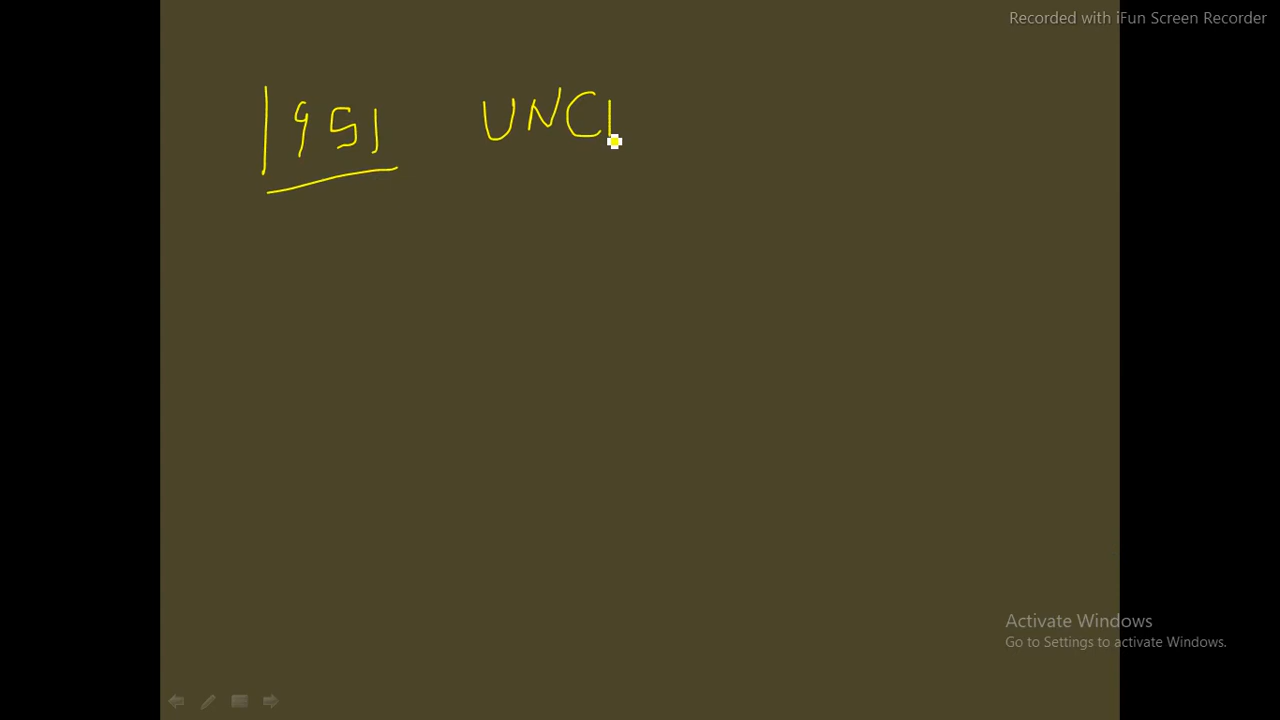 Recorded with iFun Screen Recorder
1951 UNCI
Activate Windows
Go to Settings to activate Windows.